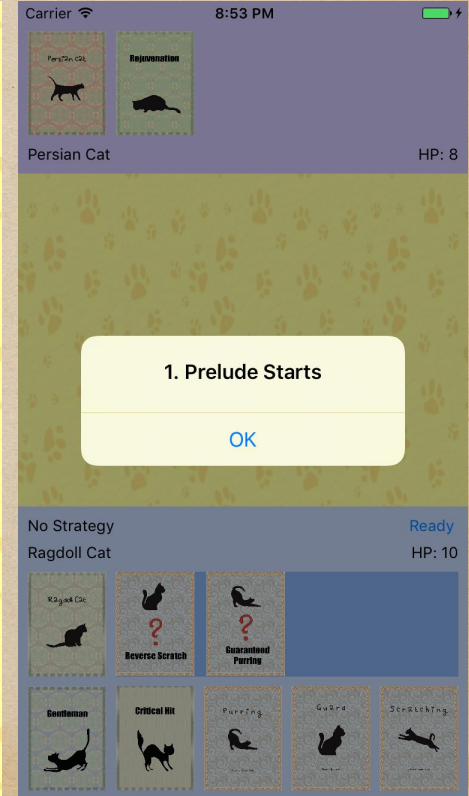 Carrier 8:53 PM
Persian Cat
Rejuvenation
Persian Cat HP: 8
1. Prelude Starts
OK
No Strategy Ready
Ragdoll Cat HP: 10
Ragdoll Cat
?
Reverse Scratch
?
Guaranteed
Purring
Gentleman
Critical Hit
Purring
Guard
Scratching